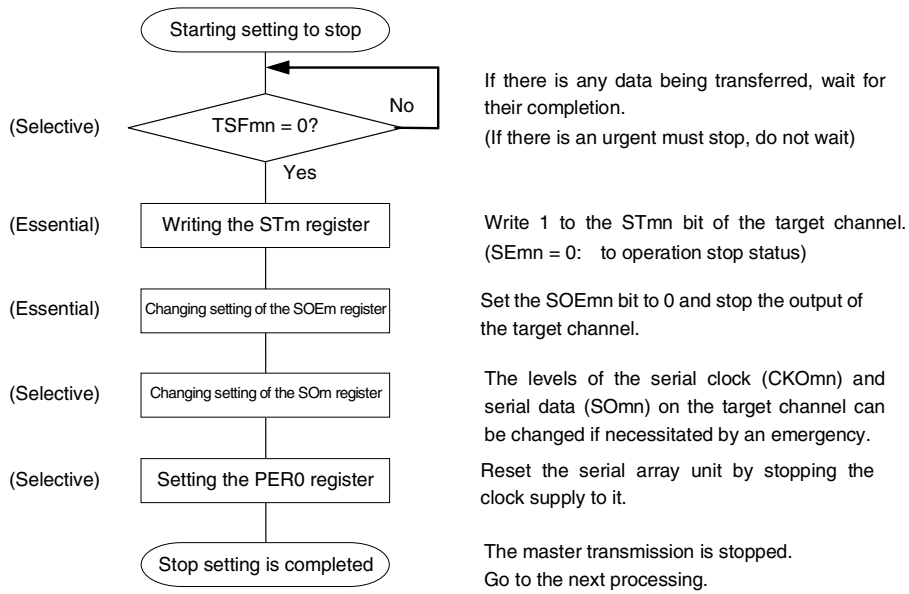 Starting setting to stop
No
If there is any data being transferred, wait for
their completion.
(If there is an urgent must stop, do not wait)
(Selective)
TSFmn = 0?
Yes
(Essential)
Writing the STm register
Write 1 to the STmn bit of the target channel.
(SEmn = 0: to operation stop status)
(Essential)
Changing setting of the SOEm register
Set the SOEmn bit to 0 and stop the output of
the target channel.
(Selective)
Changing setting of the SOm register
The levels of the serial clock (CKOmn) and
serial data (SOmn) on the target channel can
be changed if necessitated by an emergency.
(Selective)
Setting the PER0 register
Reset the serial array unit by stopping the
clock supply to it.
Stop setting is completed
The master transmission is stopped.
Go to the next processing.